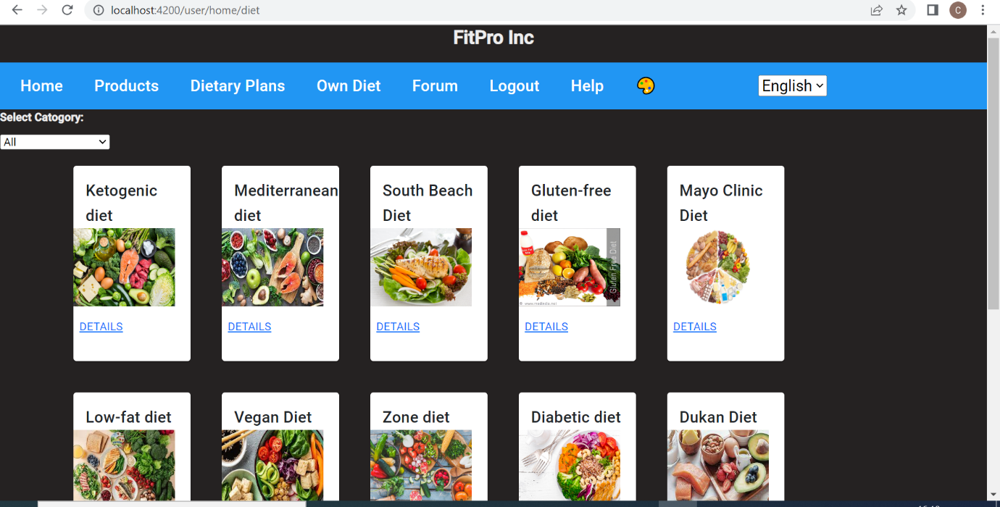 localhost:4200/user/home/diet
C
FitPro Inc
Home Products Dietary Plans Own Diet Forum Logout Help English
Select Catogory:
All
Ketogenic diet
Mediterranean diet
South Beach Diet
Gluten-free diet
Mayo Clinic Diet
Gluten Free Diet
© www.medindia.net
DETAILS DETAILS DETAILS DETAILS DETAILS
Low-fat diet Vegan Diet Zone diet Diabetic diet Dukan Diet